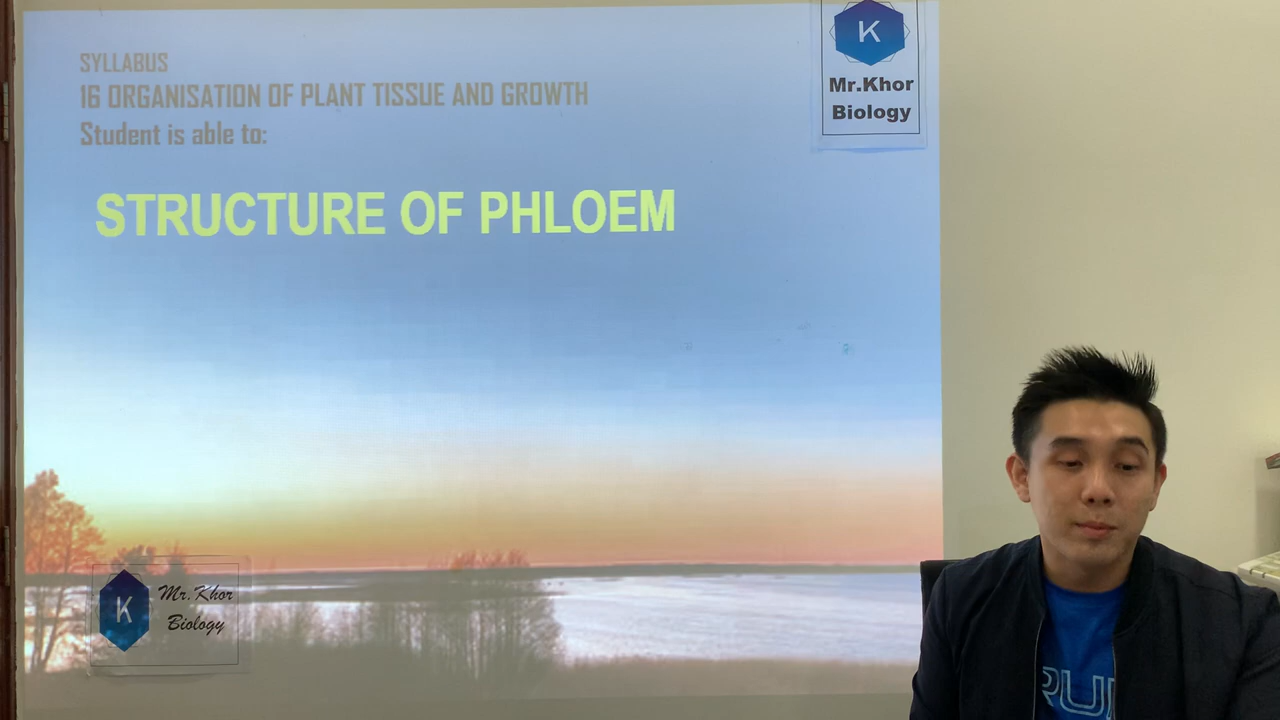 SYLLABUS
16 ORGANISATION OF PLANT TISSUE AND GROWTH
Student is able to:
STRUCTURE OF PHLOEM
K
Mr.Khor
Biology
K
Mr.Khor
Biology